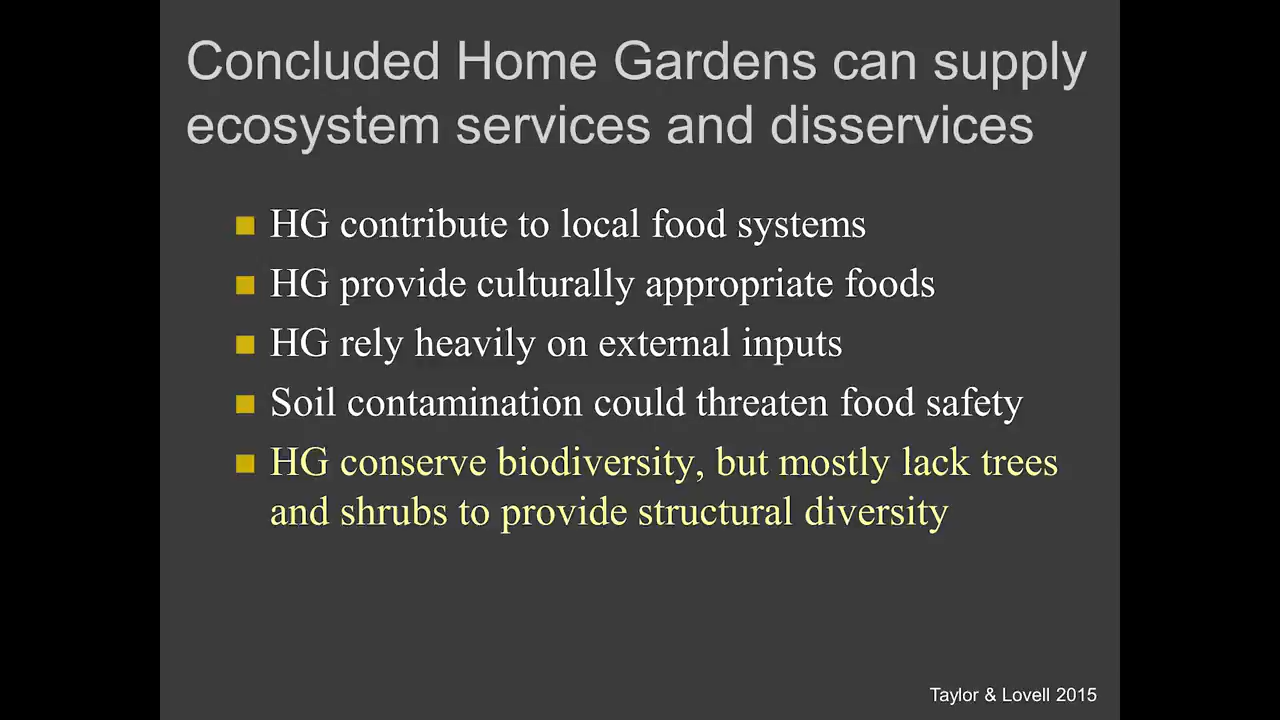 Concluded Home Gardens can supply
ecosystem services and disservices
HG contribute to local food systems
HG provide culturally appropriate foods
HG rely heavily on external inputs
Soil contamination could threaten food safety
HG conserve biodiversity, but mostly lack trees
and shrubs to provide structural diversity
Taylor & Lovell 2015